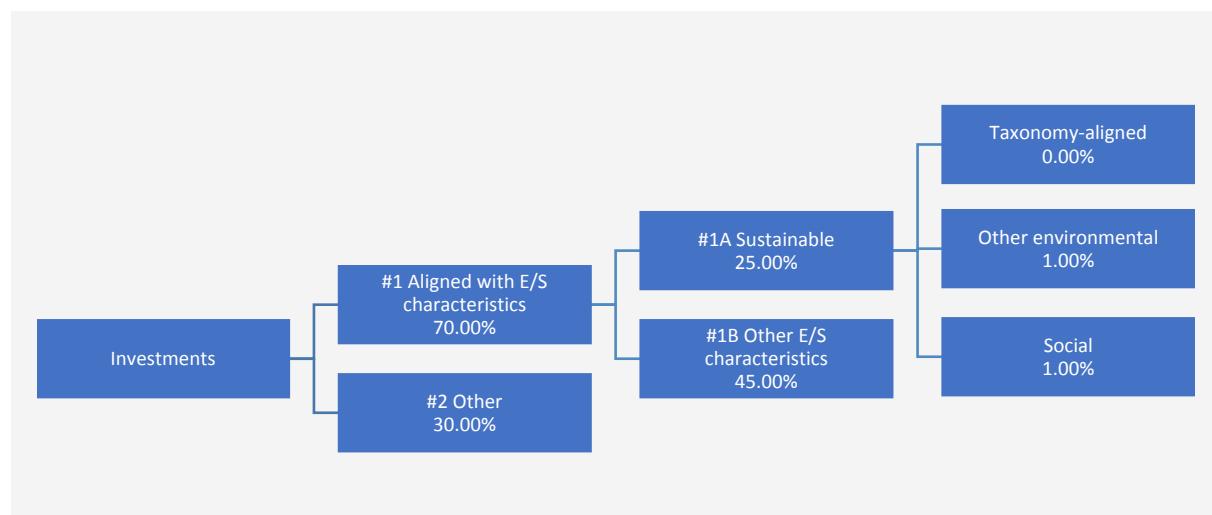 Investments
#1 Aligned with E/S
characteristics
70.00%
#2 Other
30.00%
#1A Sustainable
25.00%
#1B Other E/S
characteristics
45.00%
Taxonomy-aligned
0.00%
Other environmental
1.00%
Social
1.00%